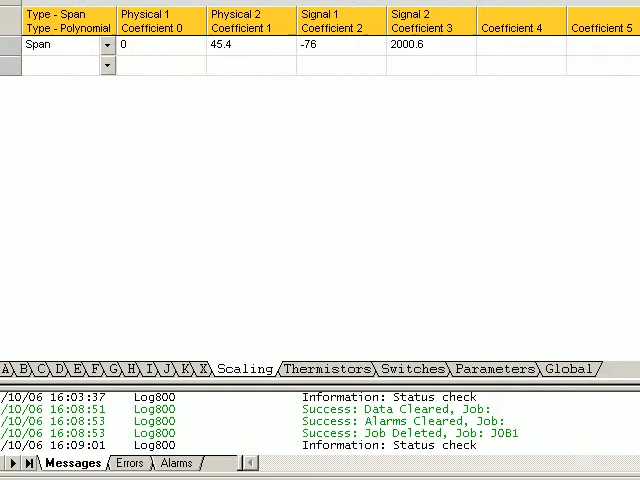 Type - Span Physical 1 Physical 2 Signal 1 Signal 2
Type - Polynomial Coefficient 0 Coefficient 1 Coefficient 2 Coefficient 3 Coefficient 4 Coefficient 5
Span 0 45.4 -76 2000.6
A B C D E F G H I J K X Scaling Thermistors Switches Parameters Global
/10/06 16:03:37 Log800 Information: Status check
/10/06 16:08:51 Log800 Success: Data Cleared, Job:
/10/06 16:08:53 Log800 Success: Alarms Cleared, Job:
/10/06 16:08:53 Log800 Success: Job Deleted, Job: JOB1
/10/06 16:09:01 Log800 Information: Status check
Messages Errors Alarms